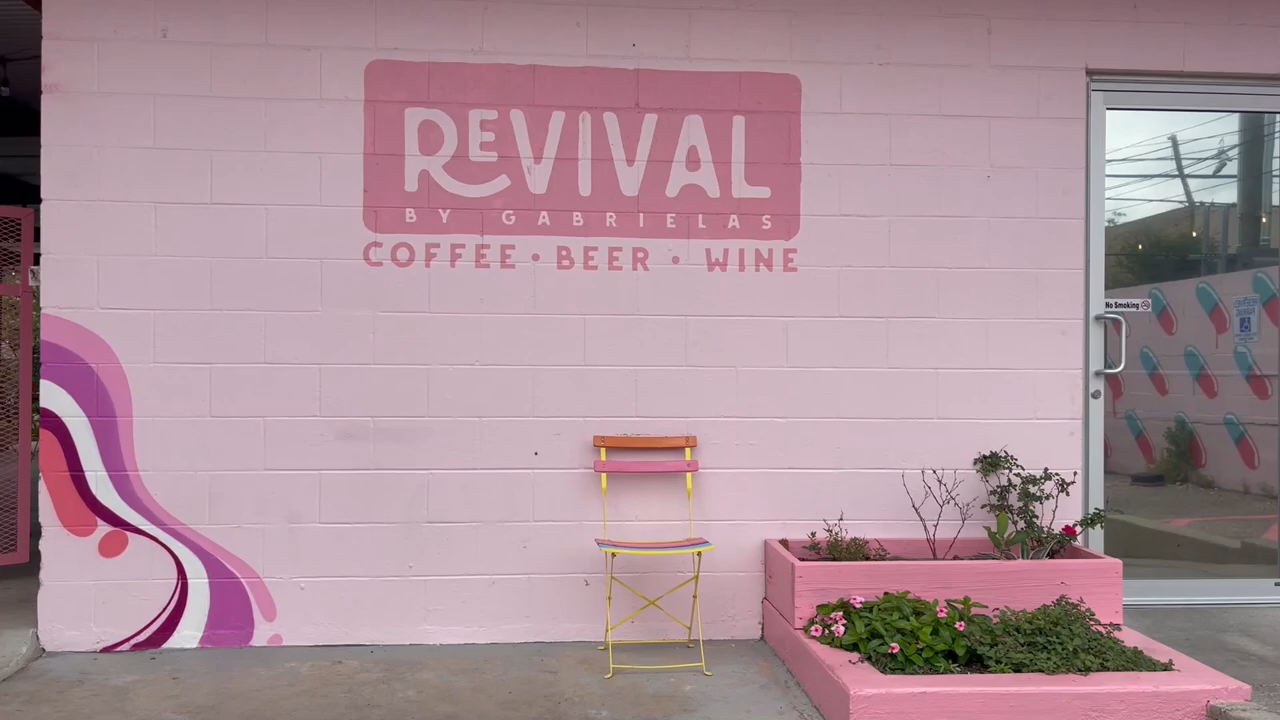 REVIVAL
BY GABRIELAS
COFFEE • BEER • WINE
No Smoking